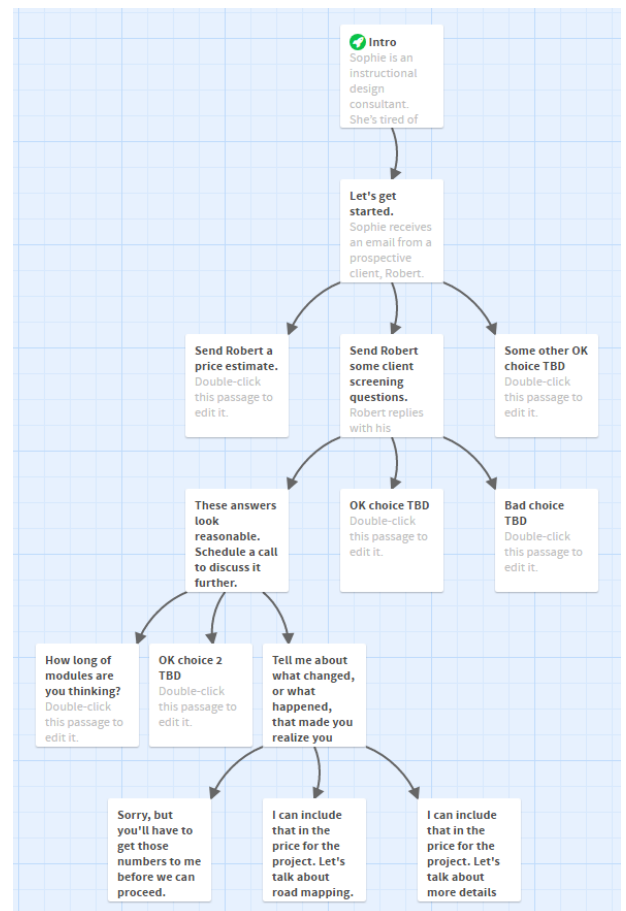 Intro
Sophie is an
instructional
design
consultant.
She's tired of
Let's get
started.
Sophie receives
an email from a
prospective
client, Robert.
Send Robert a
price estimate.
Double-click
this passage to
edit it.
Send Robert
some client
screening
questions.
Robert replies
with his
Some other OK
choice TBD
Double-click
this passage to
edit it.
These answers
look
reasonable.
Schedule a call
to discuss it
further.
OK choice TBD
Double-click
this passage to
edit it.
Bad choice
TBD
Double-click
this passage to
edit it.
How long of
modules are
you thinking?
Double-click
this passage to
edit it.
OK choice 2
TBD
Double-click
this passage to
edit it.
Tell me about
what changed,
or what
happened,
that made you
realize you
Sorry, but
you'll have to
get those
numbers to me
before we can
proceed.
I can include
that in the
price for the
project. Let's
talk about
road mapping.
I can include
that in the
price for the
project. Let's
talk about
more details